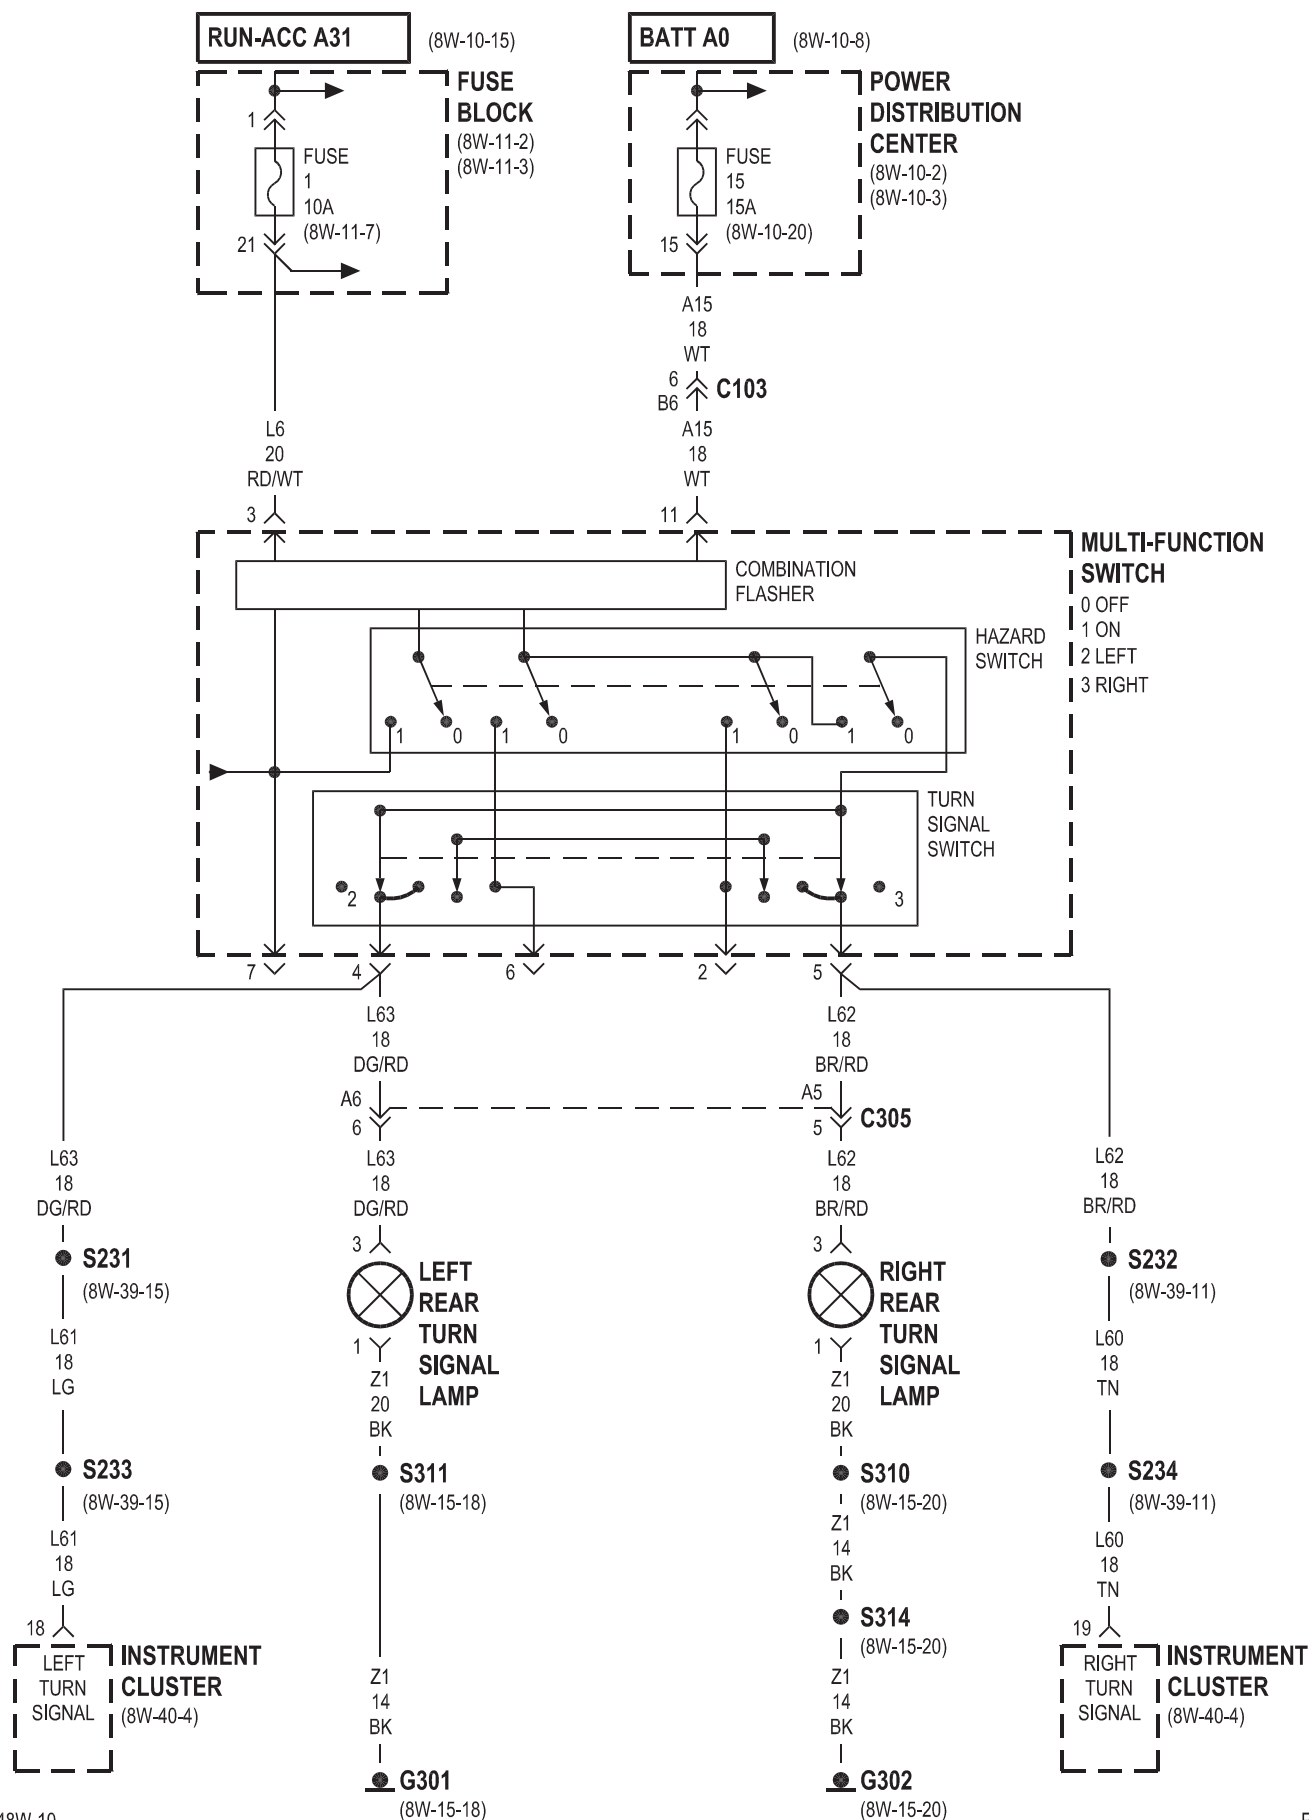 RUN-ACC A31
(8W-10-15)
BATT A0
(8W-10-8)
FUSE
BLOCK
(8W-11-2)
(8W-11-3)
1
FUSE
1
10A
(8W-11-7)
21
POWER
DISTRIBUTION
CENTER
(8W-10-2)
(8W-10-3)
FUSE
15
15A
(8W-10-20)
15
A15
18
WT
6
B6
C103
A15
18
WT
L6
20
RD/WT
3
11
MULTI-FUNCTION
SWITCH
0 OFF
1 ON
2 LEFT
3 RIGHT
COMBINATION
FLASHER
HAZARD
SWITCH
1 0 1 0 1 0 1 0
TURN
SIGNAL
SWITCH
2 3
7 4 6 2 5
L63
18
DG/RD
L62
18
BR/RD
A6
6
A5
5
C305
L63
18
DG/RD
L63
18
DG/RD
L62
18
BR/RD
L62
18
BR/RD
S231
(8W-39-15)
3
LEFT
REAR
TURN
SIGNAL
LAMP
1
3
RIGHT
REAR
TURN
SIGNAL
LAMP
1
S232
(8W-39-11)
L61
18
LG
Z1
20
BK
Z1
20
BK
L60
18
TN
S233
(8W-39-15)
S311
(8W-15-18)
S310
(8W-15-20)
S234
(8W-39-11)
L61
18
LG
Z1
14
BK
L60
18
TN
S314
(8W-15-20)
18
LEFT
TURN
SIGNAL
INSTRUMENT
CLUSTER
(8W-40-4)
Z1
14
BK
Z1
14
BK
19
RIGHT
TURN
SIGNAL
INSTRUMENT
CLUSTER
(8W-40-4)
G301
(8W-15-18)
G302
(8W-15-20)